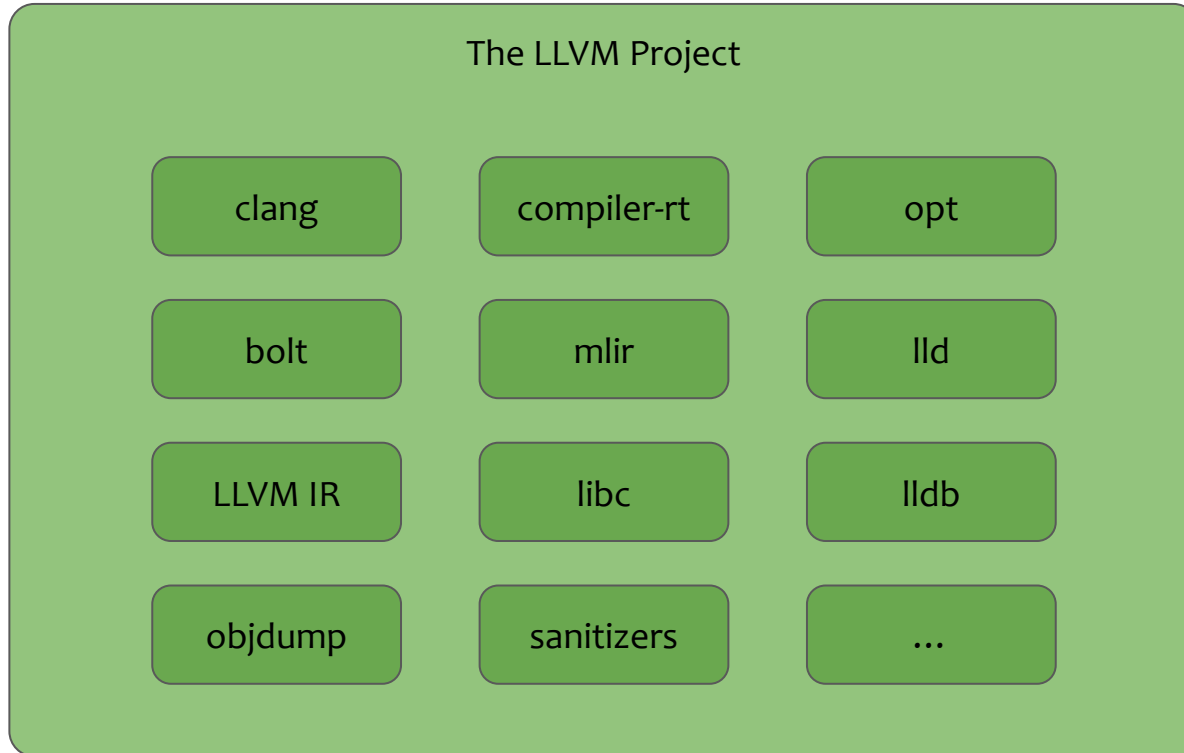 The LLVM Project
clang
compiler-rt
opt
bolt
mlir
lld
LLVM IR
libc
lldb
objdump
sanitizers
...